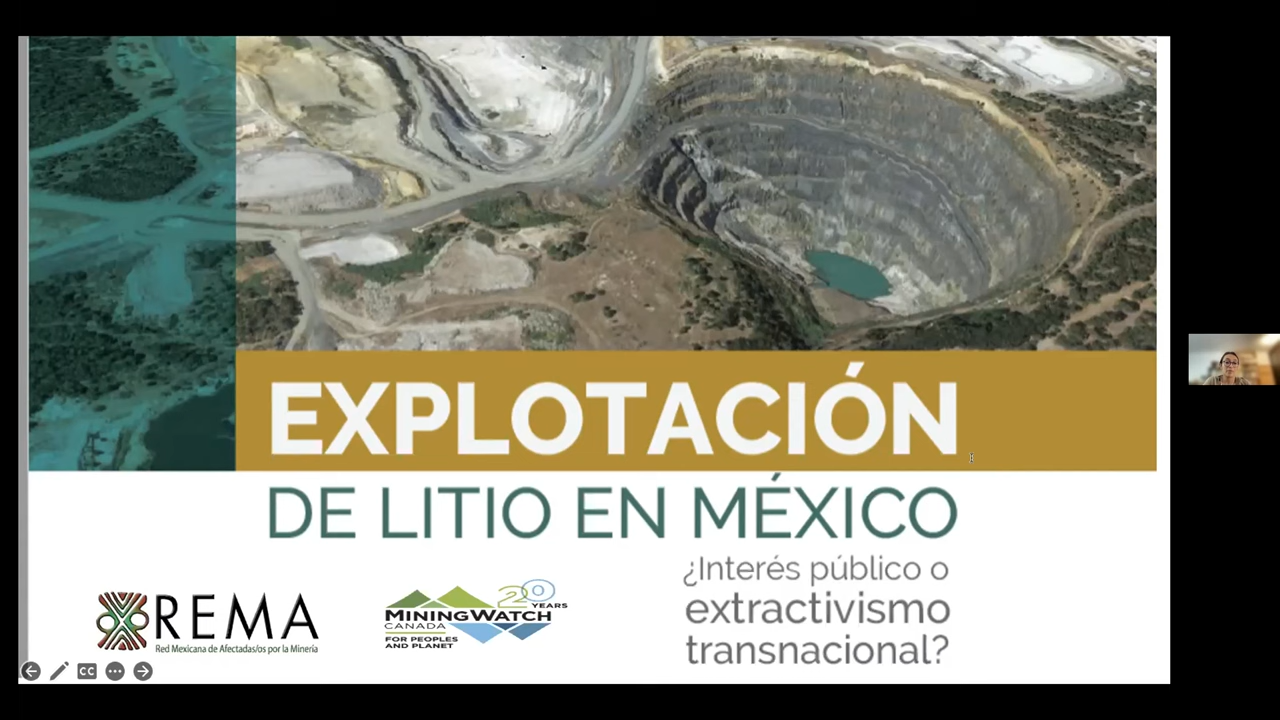 EXPLOTACIÓN
DE LITIO EN MÉXICO
¿Interés público o
extractivismo
transnacional?
REMA
Red Mexicana de Afectadas/os por la Minería
20
YEARS
MININGWATCH
CANADA
FOR PEOPLES
AND PLANET
CC